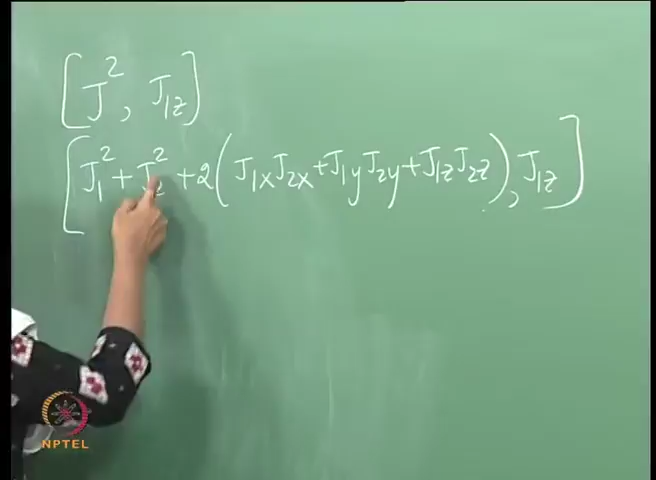 [J², J₁z]
[J₁² + J₂² + 2(J₁xJ₂x + J₁yJ₂y + J₁zJ₂z), J₁z]
NPTEL